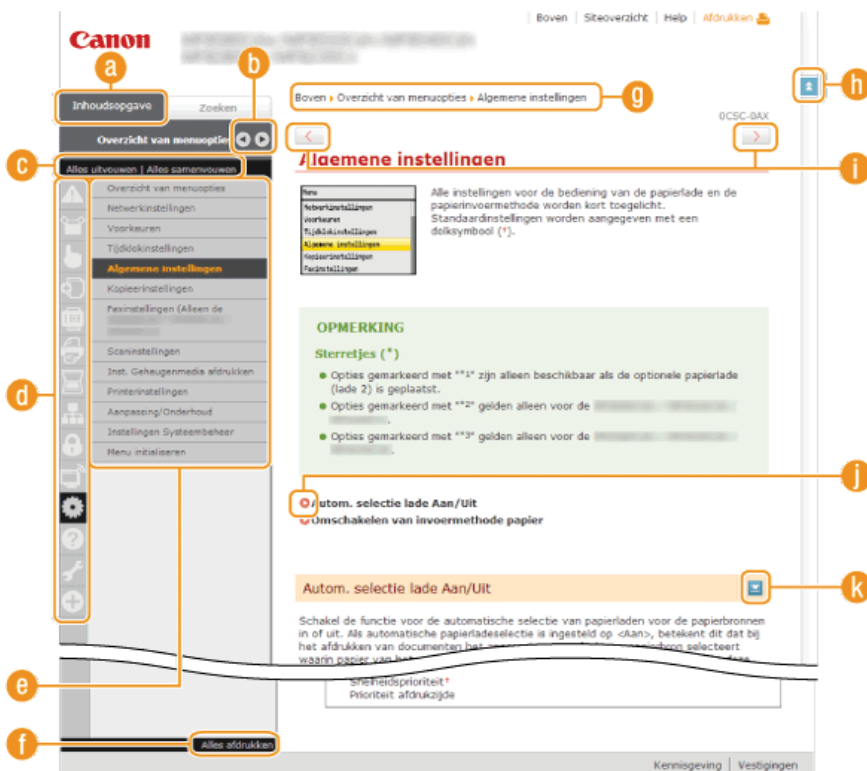 Boven | Siteoverzicht | Help | Afdrukken
Canon
a
b
Inhoudsopgave
Zoeken
Boven Overzicht van menuopties Algemene instellingen
g
h
0CSC-0AX
Overzicht van menuopties
i
c
Alles uitvouwen | Alles samenvouwen
Algemene instellingen
Overzicht van menuopties
Netwerkinstellingen
Voorkeuren
Tijdklokinstellingen
Algemene instellingen
Kopieerinstellingen
Faxinstellingen (Alleen de
Scaninstellingen
Inst. Geheugenmedia afdrukken
Printerinstellingen
Aanpassing/Onderhoud
Instellingen Systeembeheer
Menu initialiseren
d
e
f
Alles afdrukken
Menu
Netwerkinstellingen
Voorkeuren
Tijdklokinstellingen
Algemene instellingen
Kopieerinstellingen
Faxinstellingen
Alle instellingen voor de bediening van de papierlade en de
papierinvoermethode worden kort toegelicht.
Standaardinstellingen worden aangegeven met een
dolksymbool (†).
OPMERKING
Sterretjes (*)
Opties gemarkeerd met "*1" zijn alleen beschikbaar als de optionele papierlade
(lade 2) is geplaatst.
Opties gemarkeerd met "*2" gelden alleen voor de
.
Opties gemarkeerd met "*3" gelden alleen voor de
.
j
Autom. selectie lade Aan/Uit
Omschakelen van invoermethode papier
Autom. selectie lade Aan/Uit
k
Schakel de functie voor de automatische selectie van papierladen voor de papierbronnen
in of uit. Als automatische papierladeselectie is ingesteld op <Aan>, betekent dit dat bij
het afdrukken van documenten het selecteert
waarin papier van het
Snelheidsprioriteit†
Prioriteit afdrukzijde
Kennisgeving | Vestigingen